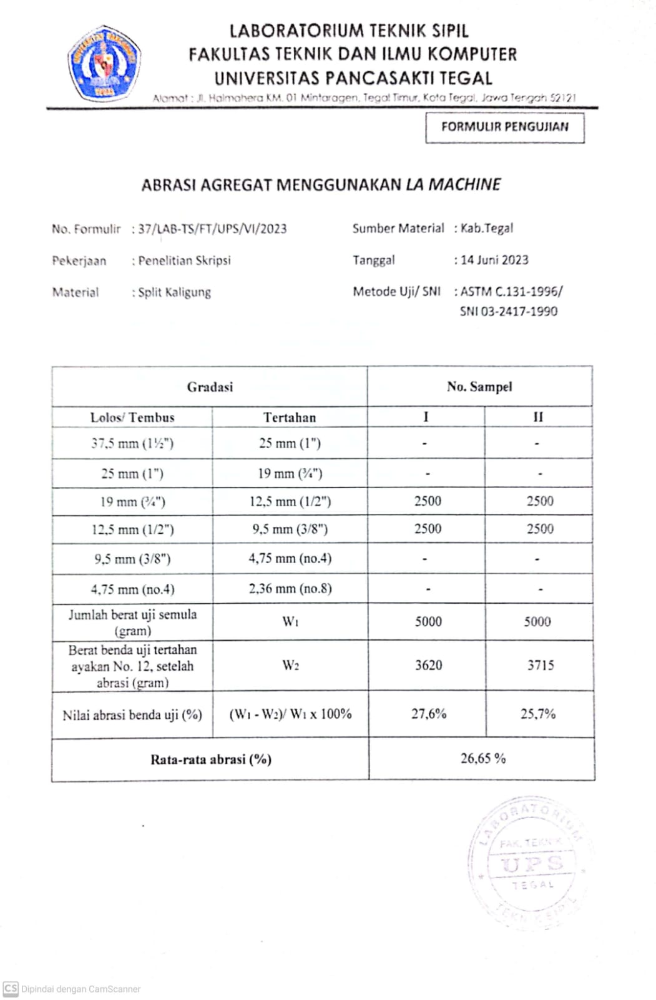 LABORATORIUM TEKNIK SIPIL
FAKULTAS TEKNIK DAN ILMU KOMPUTER
UNIVERSITAS PANCASAKTI TEGAL
Alamat : Jl. Halmahera KM. 01 Mintaragen, Tegal Timur, Kota Tegal, Jawa Tengah 52121
FORMULIR PENGUJIAN
ABRASI AGREGAT MENGGUNAKAN LA MACHINE
No. Formulir : 37/LAB-TS/FT/UPS/VI/2023 Sumber Material : Kab.Tegal
Pekerjaan : Penelitian Skripsi Tanggal : 14 Juni 2023
Material : Split Kaligung Metode Uji/ SNI : ASTM C.131-1996/
SNI 03-2417-1990
Gradasi No. Sampel
Lolos/ Tembus Tertahan I II
37,5 mm (1½") 25 mm (1") - -
25 mm (1") 19 mm (¾") - -
19 mm (¾") 12,5 mm (1/2") 2500 2500
12,5 mm (1/2") 9,5 mm (3/8") 2500 2500
9,5 mm (3/8") 4,75 mm (no.4) - -
4,75 mm (no.4) 2,36 mm (no.8) - -
Jumlah berat uji semula
(gram) W1 5000 5000
Berat benda uji tertahan
ayakan No. 12, setelah
abrasi (gram) W2 3620 3715
Nilai abrasi benda uji (%) (W1 - W2)/ W1 x 100% 27,6% 25,7%
Rata-rata abrasi (%) 26,65 %
LABORATORIUM
FAK. TEKNIK
UPS
TEGAL
TEKNIK SIPIL
CS Dipindai dengan CamScanner